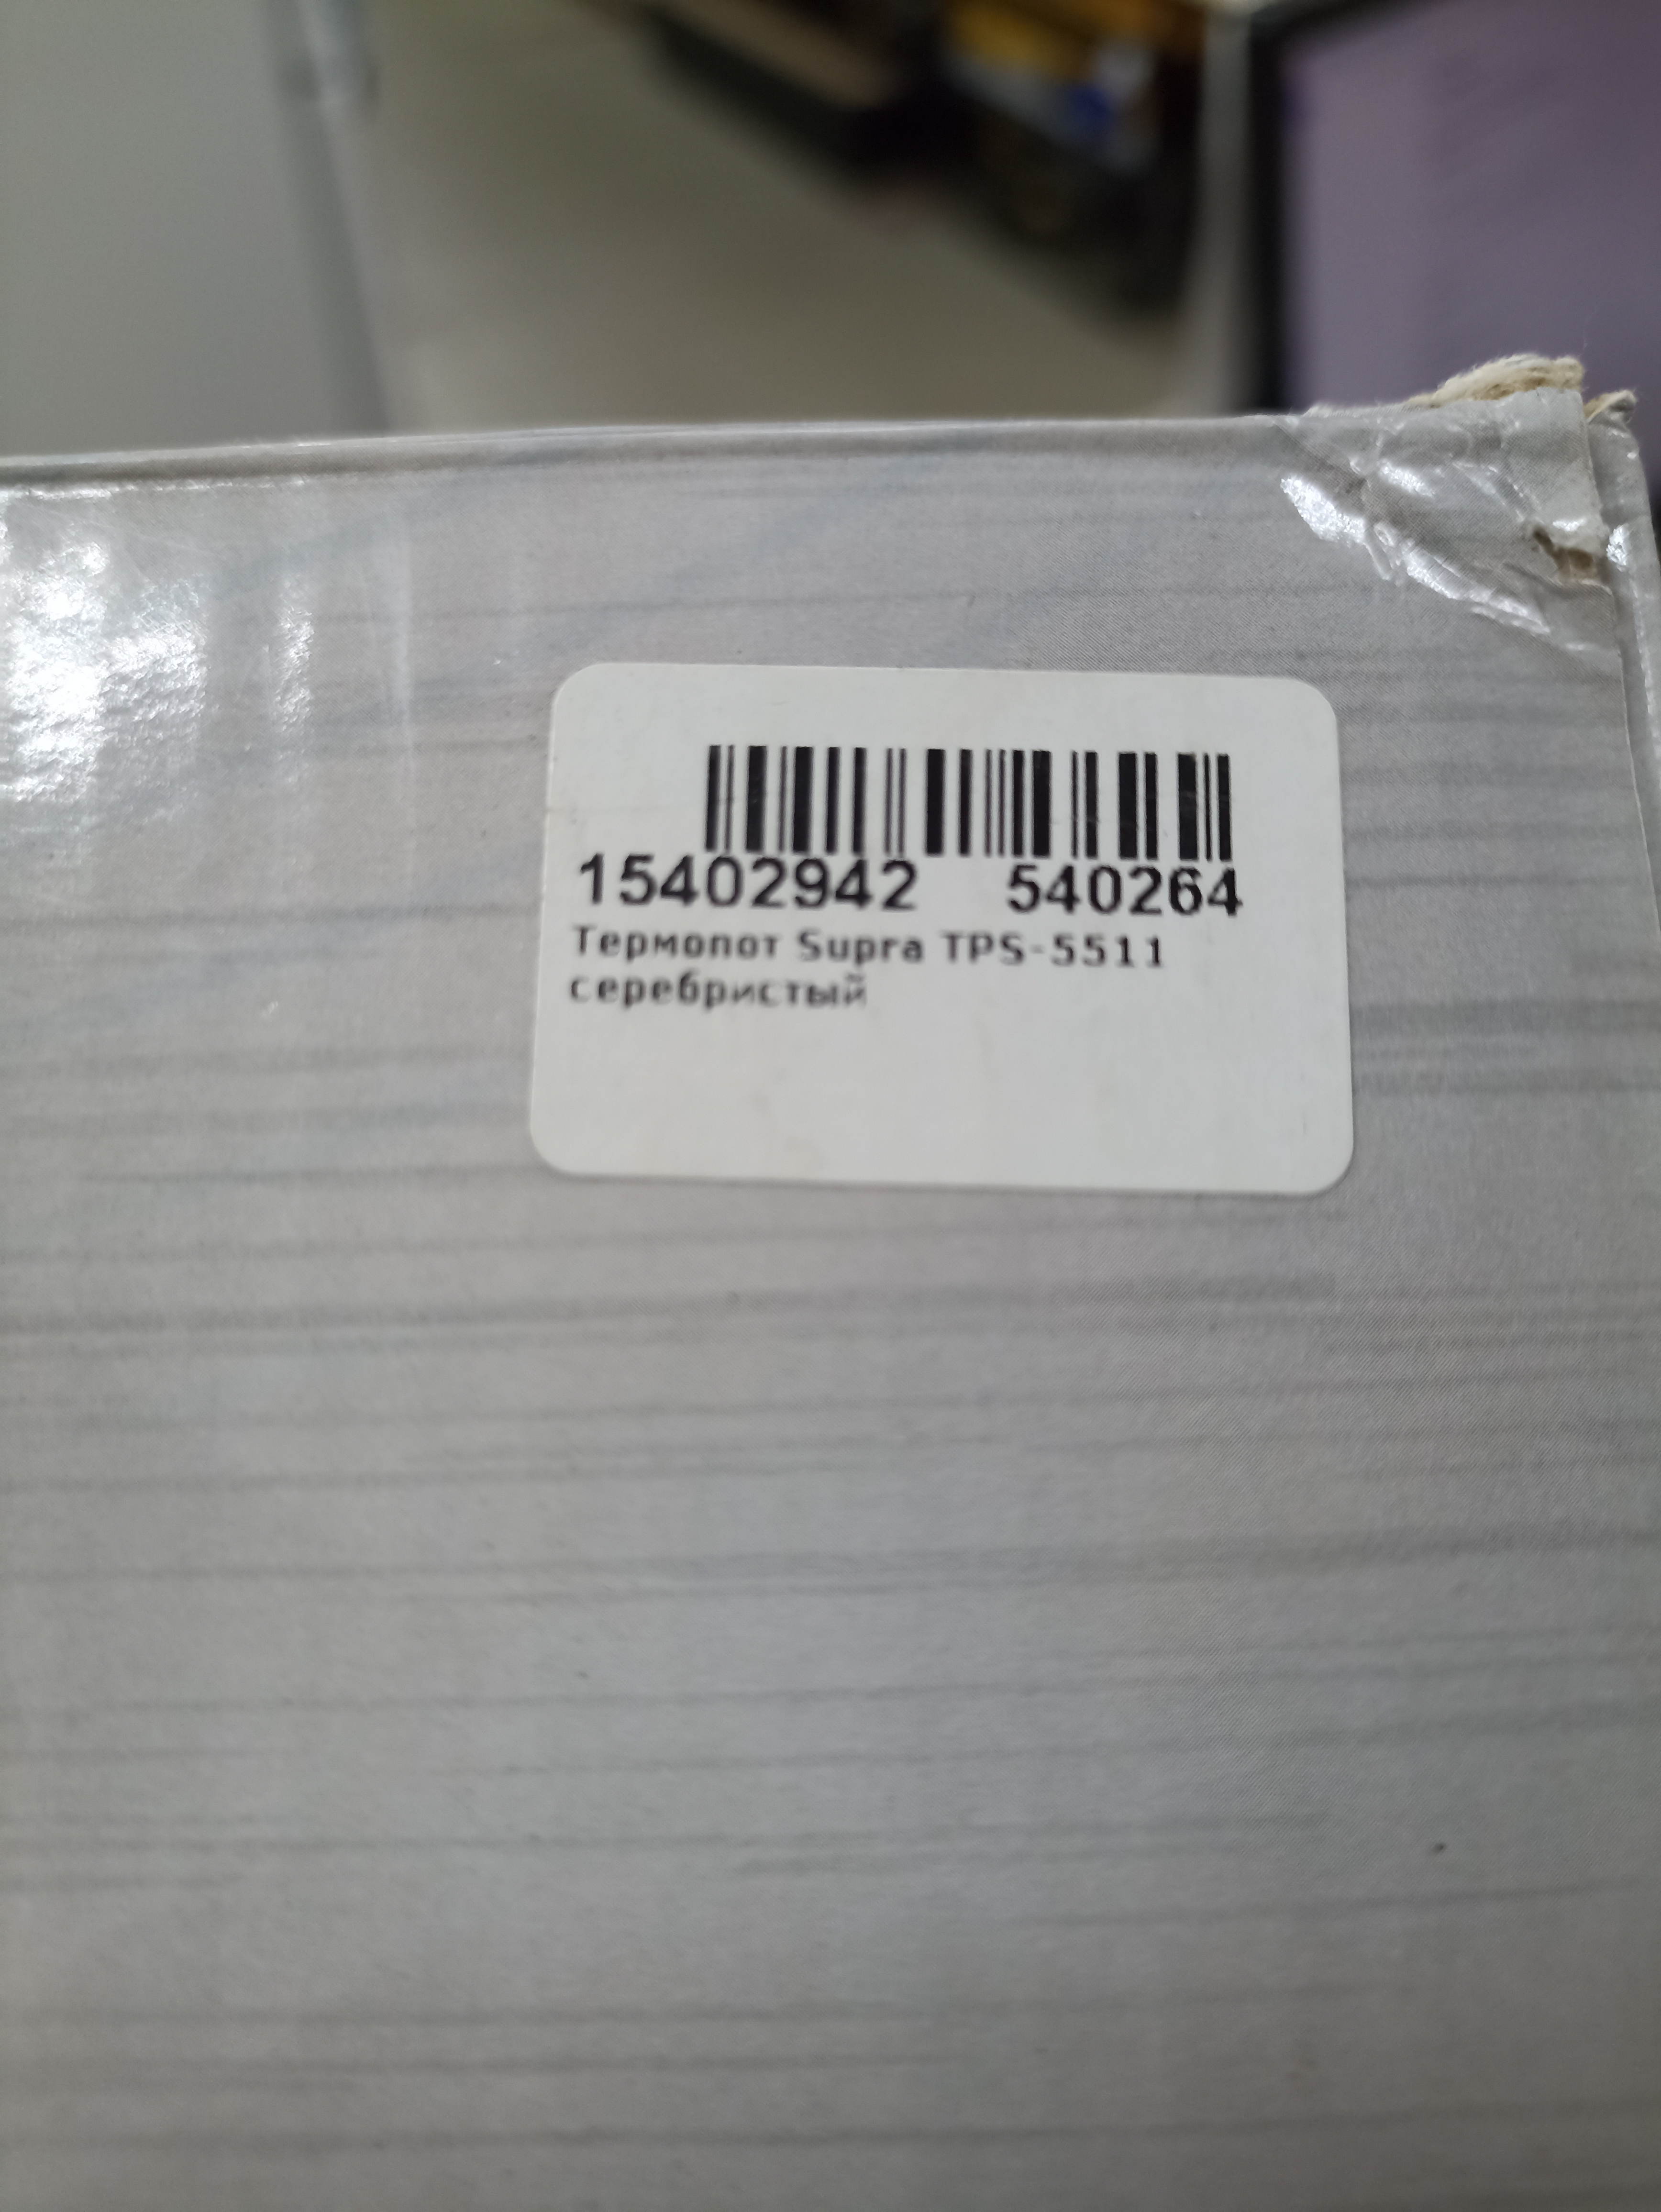 15402942 540264
Термопот Supra TPS-5511
серебристый